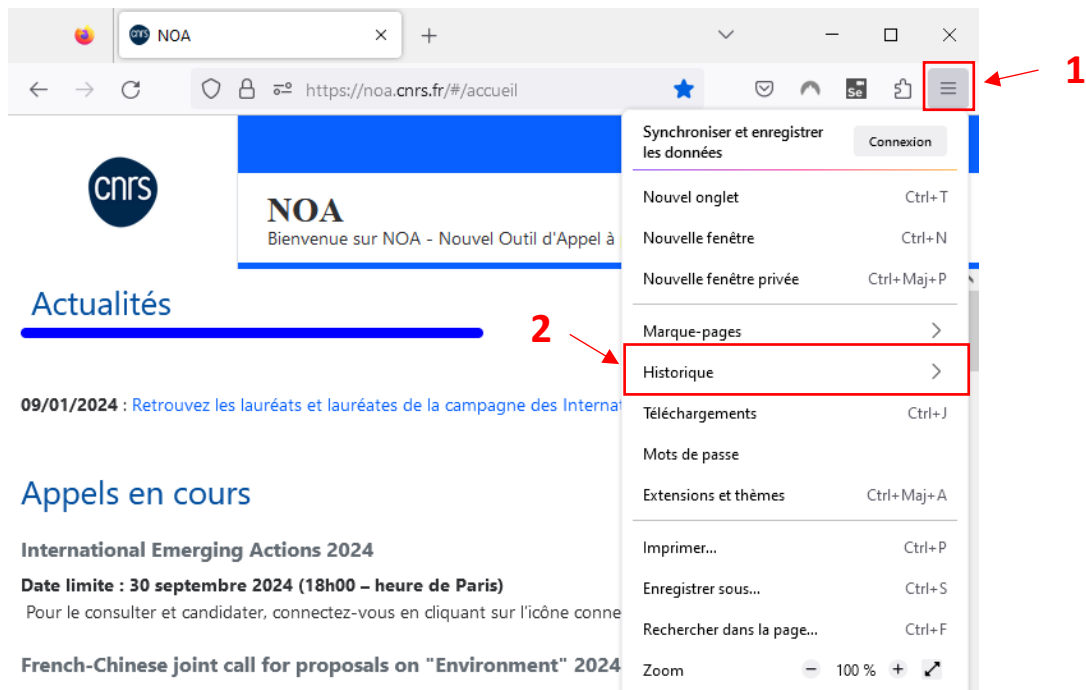 NOA
1
https://noa.cnrs.fr/#/accueil
Se
cnrs
NOA
Bienvenue sur NOA - Nouvel Outil d'Appel à
Actualités
09/01/2024 : Retrouvez les lauréats et lauréates de la campagne des Internat
Appels en cours
International Emerging Actions 2024
Date limite : 30 septembre 2024 (18h00 – heure de Paris)
Pour le consulter et candidater, connectez-vous en cliquant sur l'icône conne
French-Chinese joint call for proposals on "Environment" 2024
2
Synchroniser et enregistrer
les données
Connexion
Nouvel onglet Ctrl+T
Nouvelle fenêtre Ctrl+N
Nouvelle fenêtre privée Ctrl+Maj+P
Marque-pages
Historique
Téléchargements Ctrl+J
Mots de passe
Extensions et thèmes Ctrl+Maj+A
Imprimer... Ctrl+P
Enregistrer sous... Ctrl+S
Rechercher dans la page... Ctrl+F
Zoom − 100 % +